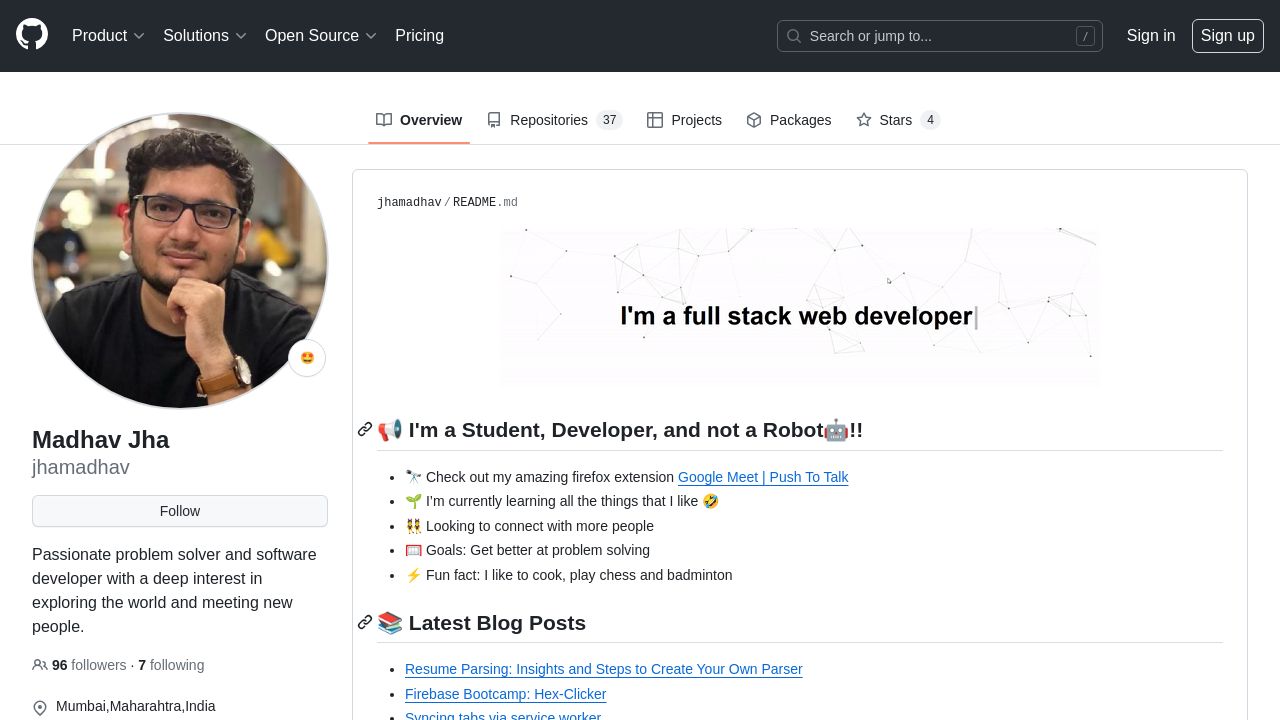 Product
Solutions
Open Source
Pricing
Search or jump to...
/
Sign in
Sign up
Overview
Repositories 37
Projects
Packages
Stars 4
jhamadhav/README.md
I'm a full stack web developer|
📢 I'm a Student, Developer, and not a Robot🤖!!
🔭 Check out my amazing firefox extension Google Meet | Push To Talk
🌱 I'm currently learning all the things that I like 🤣
👯 Looking to connect with more people
🥅 Goals: Get better at problem solving
⚡ Fun fact: I like to cook, play chess and badminton
📚 Latest Blog Posts
Resume Parsing: Insights and Steps to Create Your Own Parser
Firebase Bootcamp: Hex-Clicker
Syncing tabs via service worker
Madhav Jha
jhamadhav
Follow
Passionate problem solver and software
developer with a deep interest in
exploring the world and meeting new
people.
96 followers · 7 following
Mumbai,Maharahtra,India